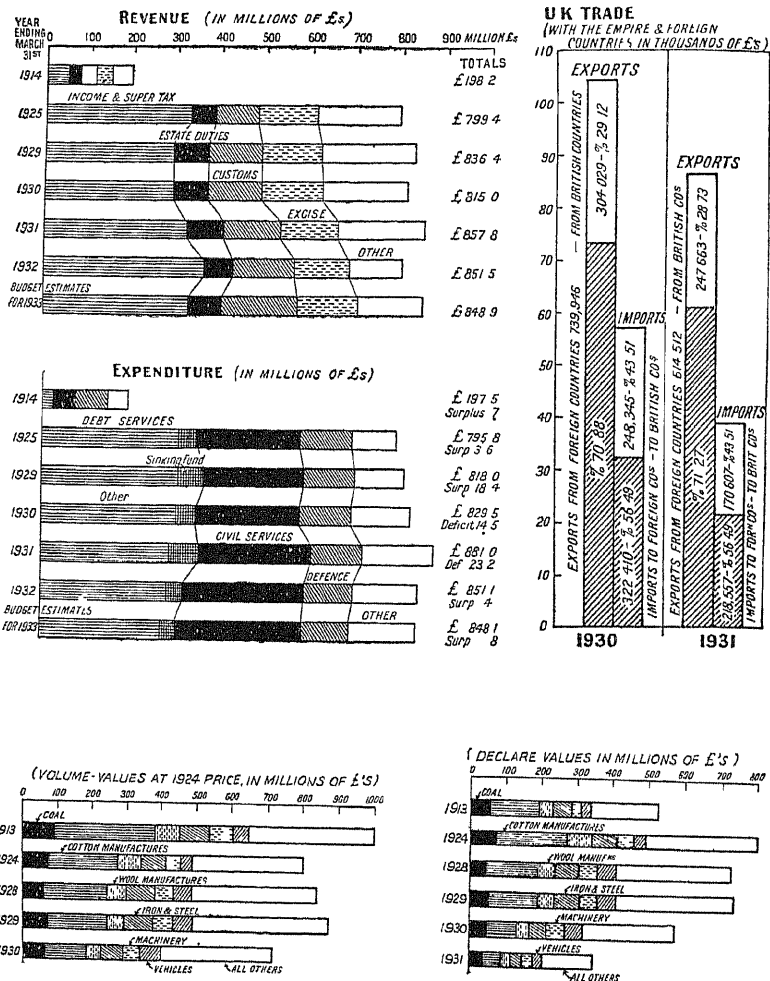 REVENUE (IN MILLIONS OF £s)
YEAR
ENDING
MARCH
31ST
0 100 200 300 400 500 600 700 800 900 MILLION £s
TOTALS
1914 £198 2
INCOME & SUPER TAX
1925 £799 4
ESTATE DUTIES
1929 £836 4
CUSTOMS
1930 £815 0
EXCISE
1931 £857 8
OTHER
1932 £851 5
BUDGET ESTIMATES
FOR 1933 £848 9
EXPENDITURE (IN MILLIONS OF £s)
1914 £197 5
Surplus 7
DEBT SERVICES
1925 £795 8
Surp 3 6
Sinking Fund
1929 £818 0
Surp 18 4
Other
1930 £829 5
Deficit 14 5
CIVIL SERVICES
1931 £881 0
Def 23 2
DEFENCE
1932 £851 1
Surp 4
BUDGET ESTIMATES
OTHER
FOR 1933 £848 1
Surp 8
UK TRADE
(WITH THE EMPIRE & FOREIGN
COUNTRIES IN THOUSANDS OF £'S)
110
100
90
80
70
60
50
40
30
20
10
0
EXPORTS
EXPORTS FROM FOREIGN COUNTRIES 739,946 — FROM BRITISH COUNTRIES
304 029-%29 12
%70.88
IMPORTS
248,345-%43 51
£322 410-%56 49
IMPORTS TO FOREIGN COS - TO BRITISH COS
1930
EXPORTS
EXPORTS FROM FOREIGN COUNTRIES 614 512 — FROM BRITISH COS
247 663-%28 73
%71.27
IMPORTS
170 607-%43 51
218,557-%56.46
IMPORTS TO FORN COS - TO BRIT COS
1931
(VOLUME-VALUES AT 1924 PRICE, IN MILLIONS OF £'S)
0 100 200 300 400 500 600 800 1000
COAL
1913
COTTON MANUFACTURES
1924
WOOL MANUFACTURES
1928
IRON & STEEL
1929
MACHINERY
1930
VEHICLES ALL OTHERS
(DECLARE VALUES IN MILLIONS OF £'S)
0 100 200 300 400 500 600 700 800
COAL
1913
COTTON MANUFACTURES
1924
WOOL MANUFRS
1928
IRON & STEEL
1929
MACHINERY
1930
VEHICLES
1931
ALL OTHERS